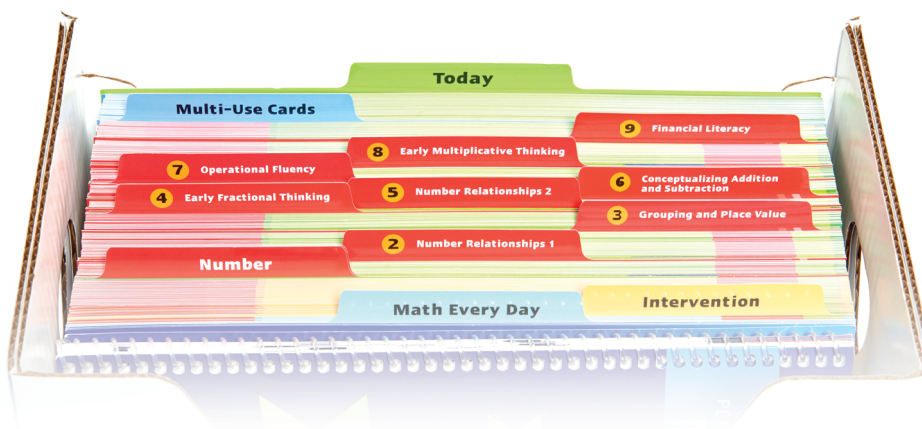 Today
Multi-Use Cards
9 Financial Literacy
8 Early Multiplicative Thinking
7 Operational Fluency
6 Conceptualizing Addition
and Subtraction
5 Number Relationships 2
4 Early Fractional Thinking
3 Grouping and Place Value
2 Number Relationships 1
Number
Intervention
Math Every Day